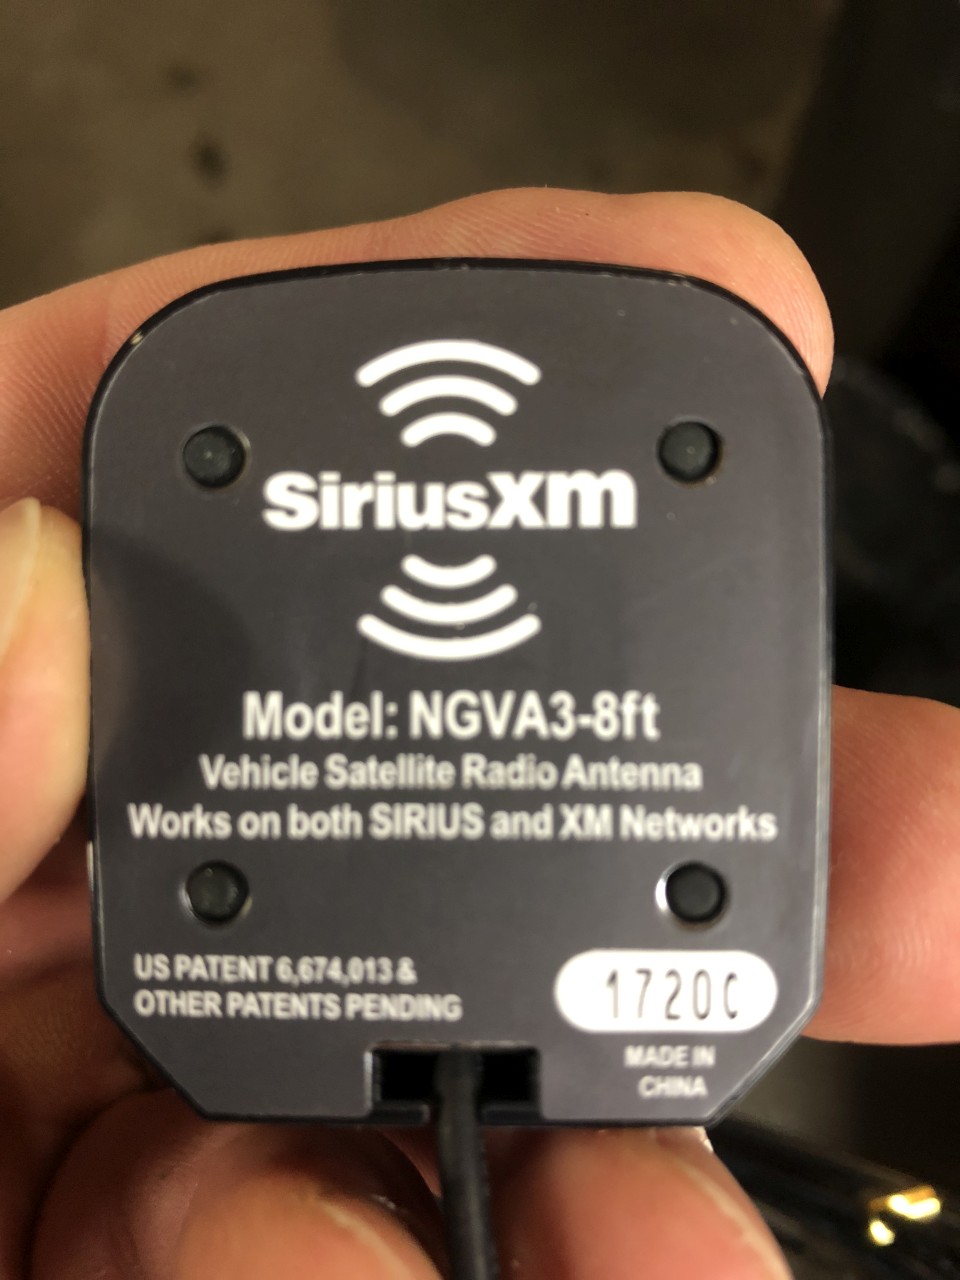 SiriusXm
Model: NGVA3-8ft
Vehicle Satellite Radio Antenna
Works on both SIRIUS and XM Networks
US PATENT 6,674,013 &
OTHER PATENTS PENDING
1720C
MADE IN
CHINA